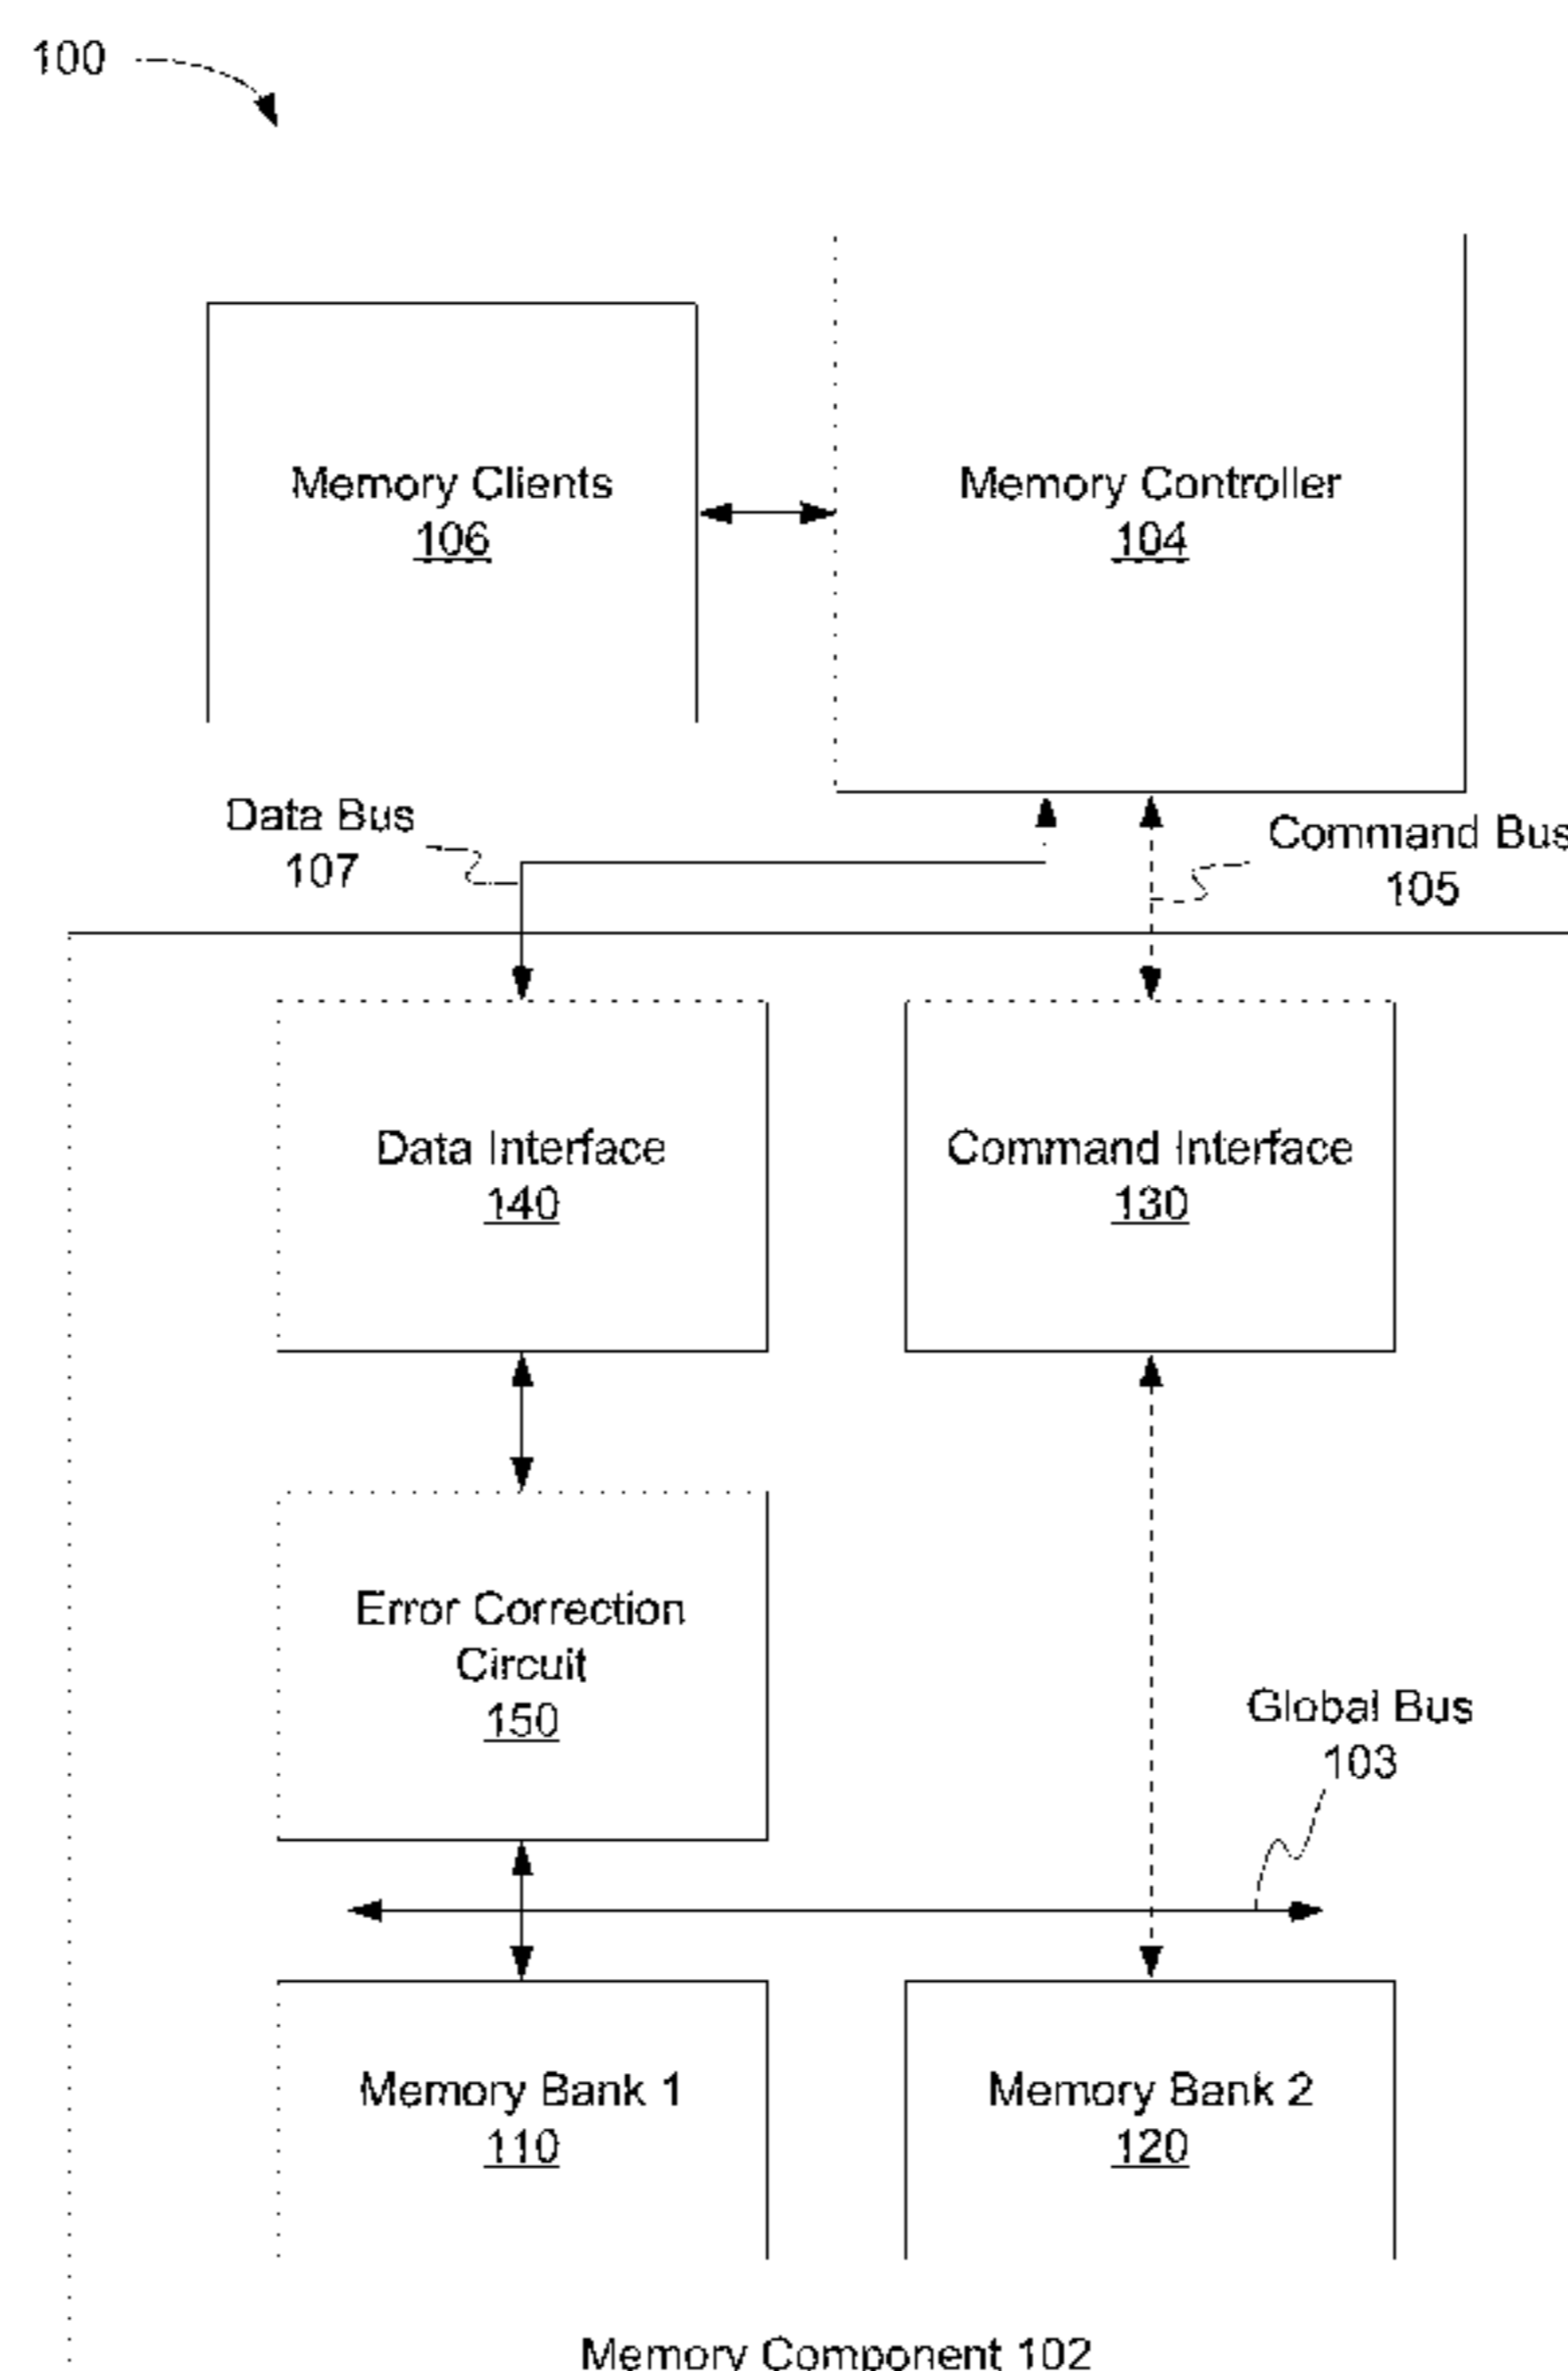 100
Memory Clients
106
Memory Controller
104
Data Bus
107
Command Bus
105
Data Interface
140
Command Interface
130
Error Correction
Circuit
150
Global Bus
103
Memory Bank 1
110
Memory Bank 2
120
Memory Component 102